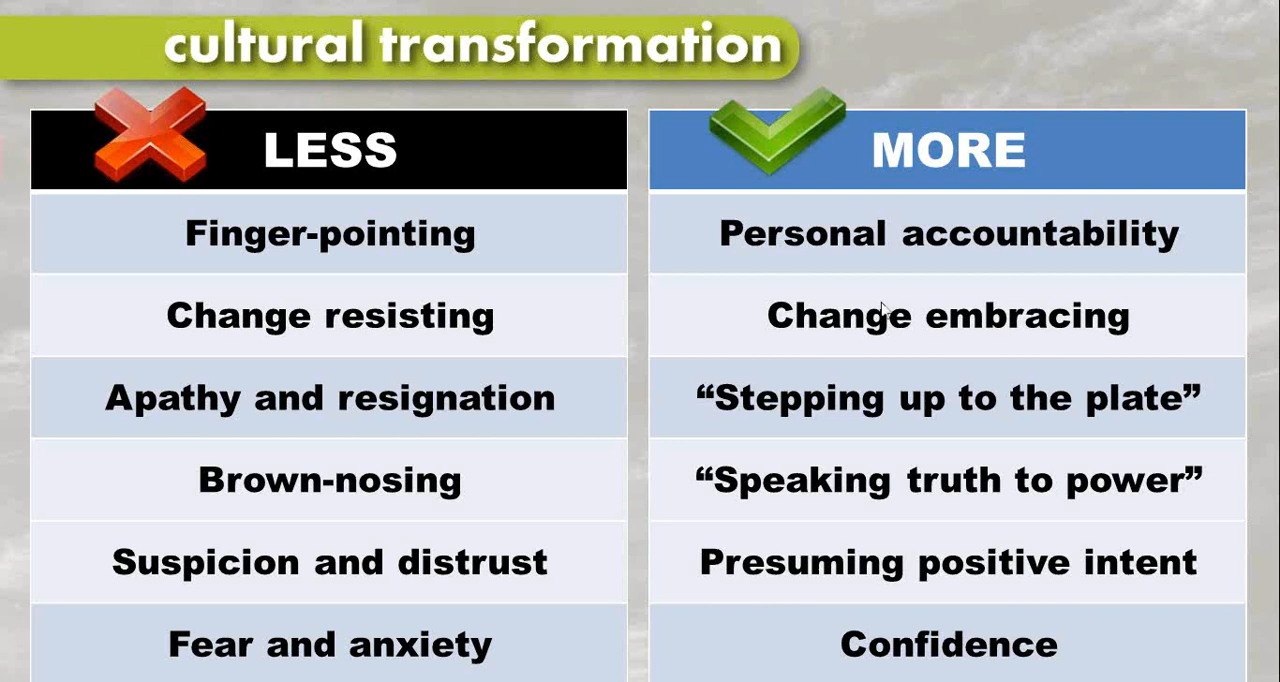 cultural transformation
LESS
MORE
Finger-pointing
Personal accountability
Change resisting
Change embracing
Apathy and resignation
“Stepping up to the plate”
Brown-nosing
“Speaking truth to power”
Suspicion and distrust
Presuming positive intent
Fear and anxiety
Confidence